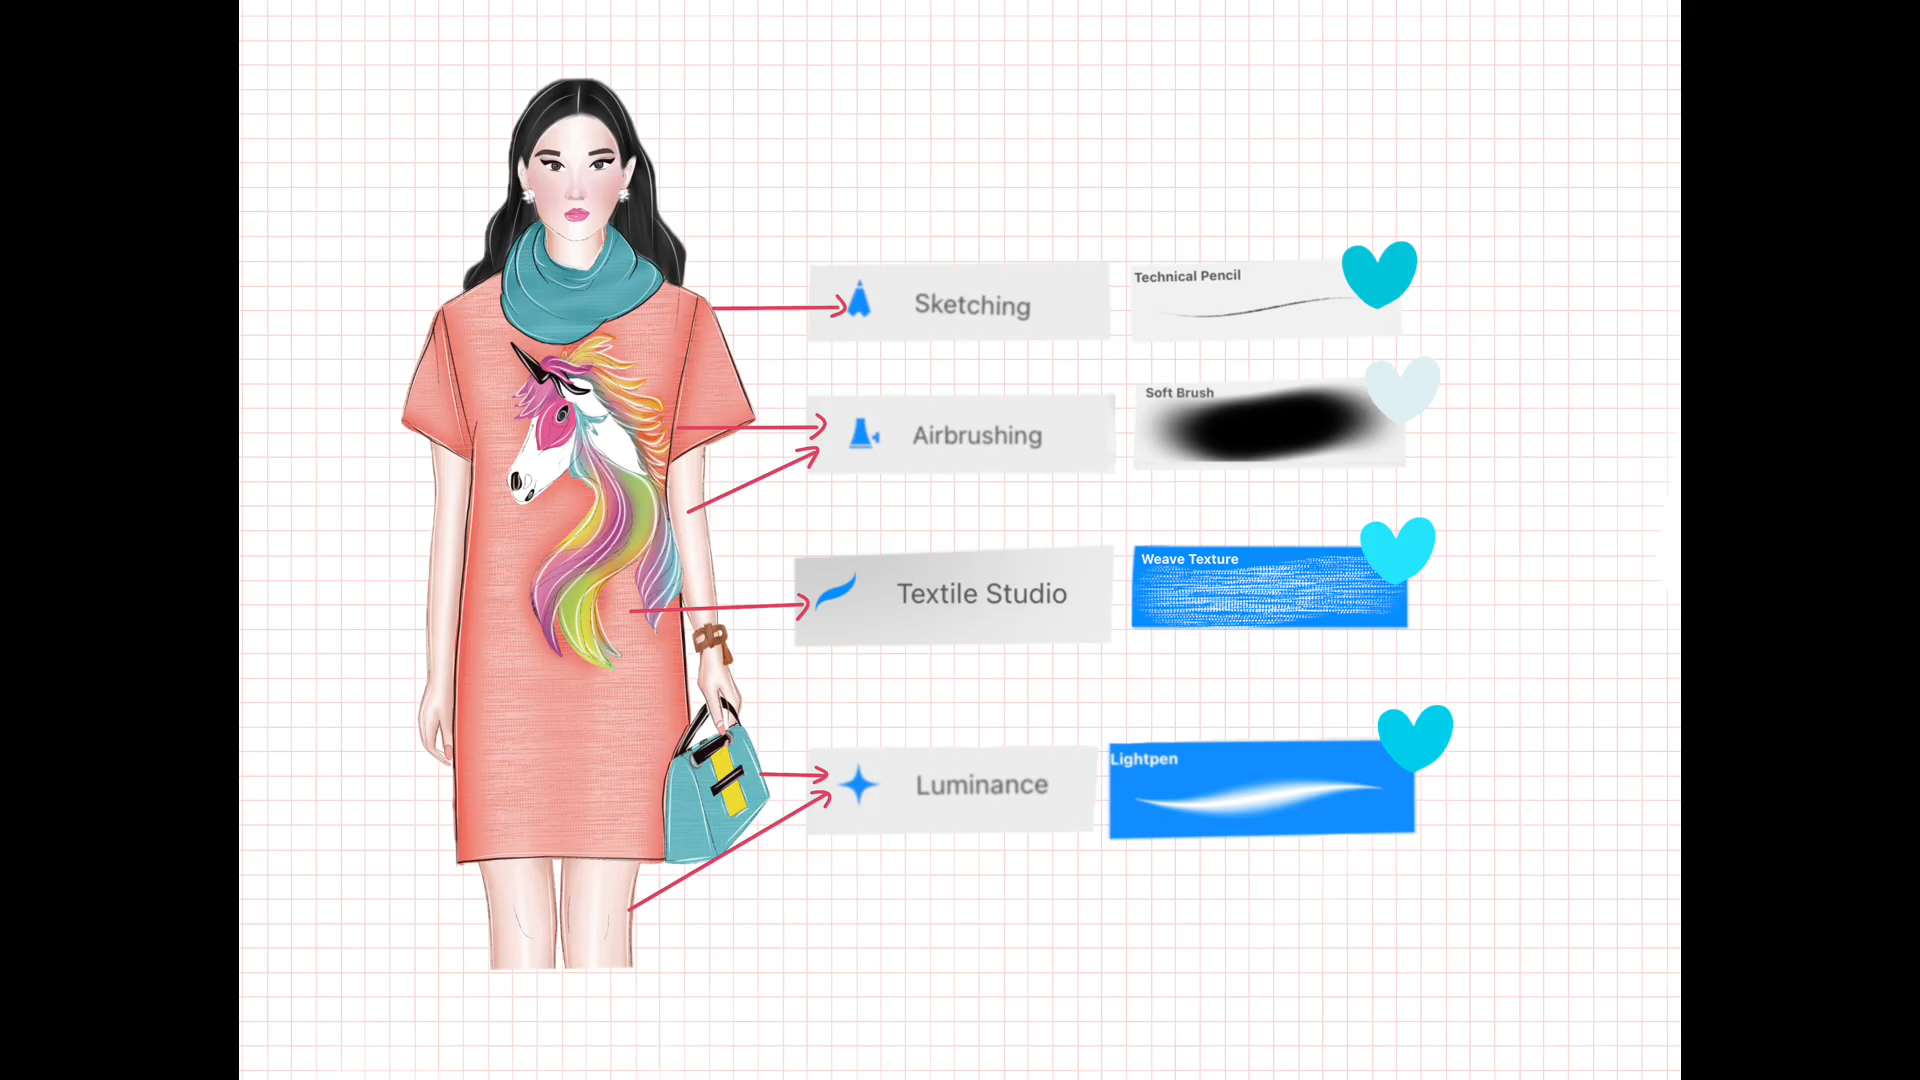 Sketching
Technical Pencil
Airbrushing
Soft Brush
Textile Studio
Weave Texture
Luminance
Lightpen